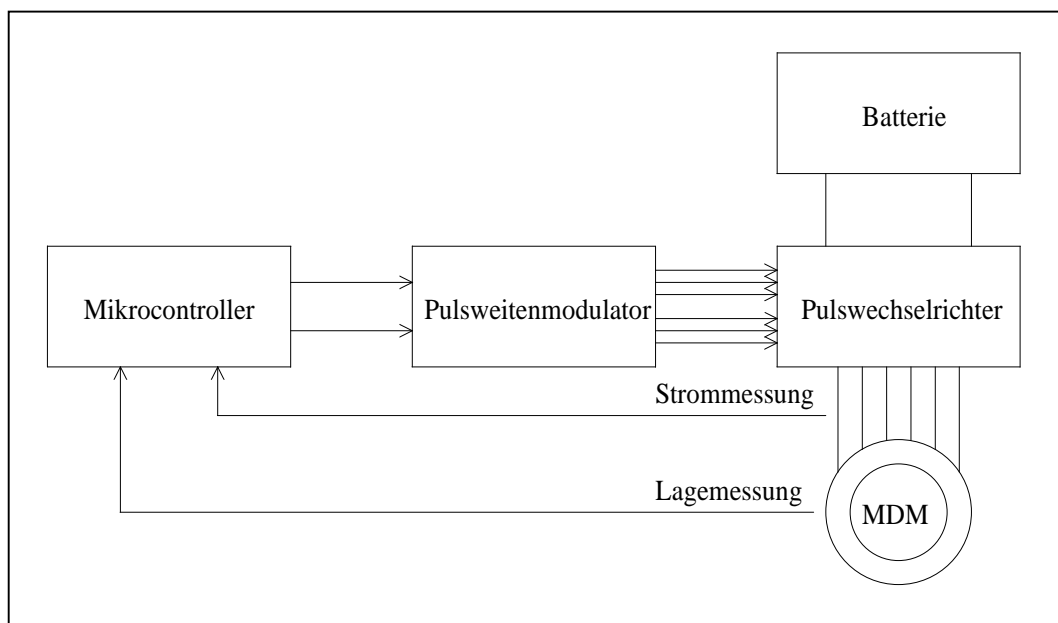 Batterie
Mikrocontroller
Pulsweitenmodulator
Pulswechselrichter
Strommessung
Lagemessung
MDM